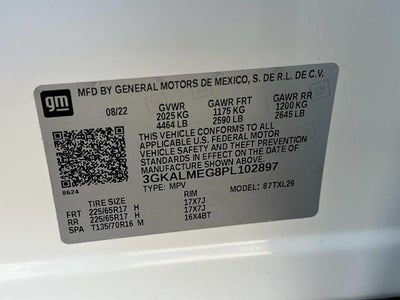 gm
MFD BY GENERAL MOTORS DE MEXICO, S. DE R.L. DE C.V.
08/22 GVWR GAWR FRT GAWR RR
2025 KG 1175 KG 1200 KG
4464 LB 2590 LB 2645 LB
THIS VEHICLE CONFORMS TO ALL
APPLICABLE U.S. FEDERAL MOTOR
VEHICLE SAFETY, BUMPER, AND THEFT
PREVENTION STANDARDS IN EFFECT ON
THE DATE OF MANUFACTURE SHOWN ABOVE.
3GKALMEG8PL102897
TYPE: MPV MODEL: 87TXL26
8624
TIRE SIZE RIM
FRT 225/65R17 H 17X7J
RR 225/65R17 H 17X7J
SPA T135/70R16 M 16X4BT